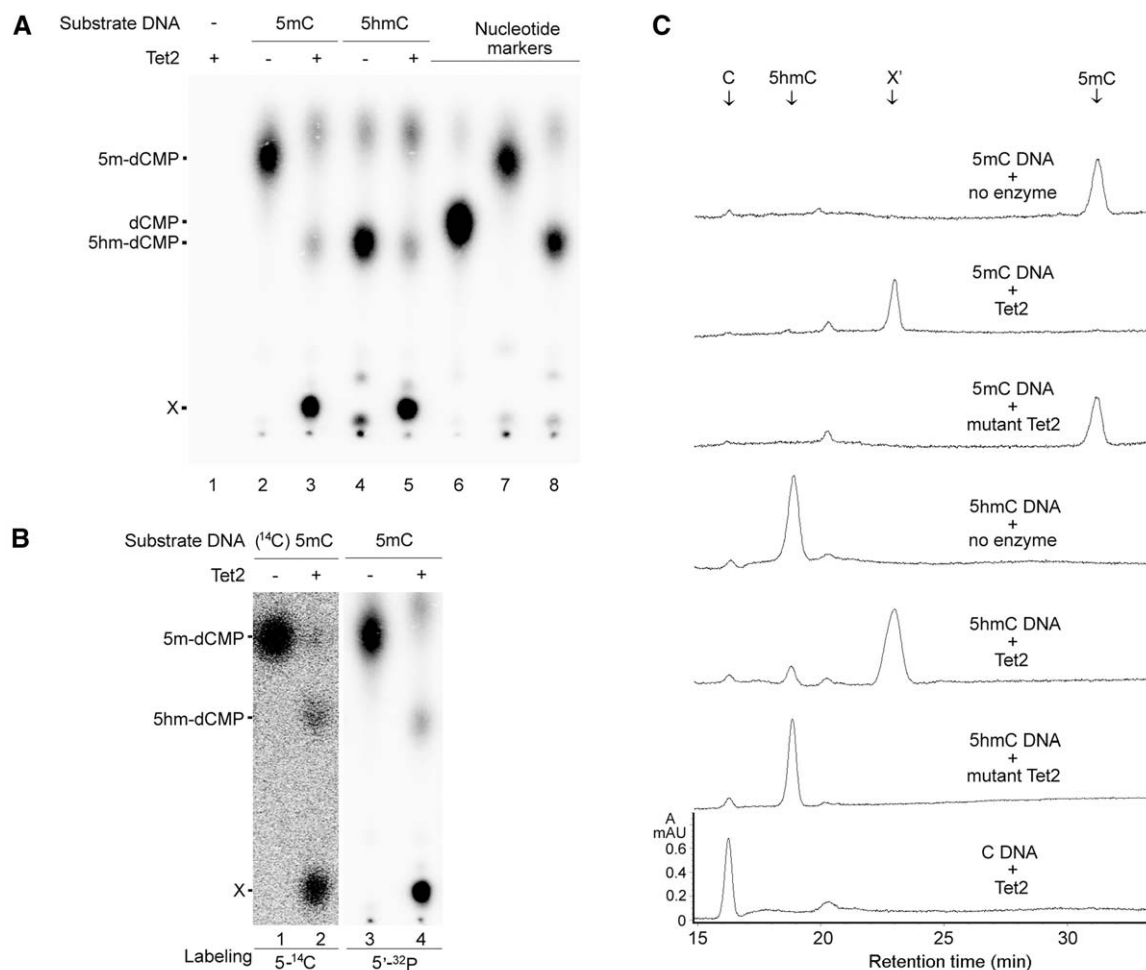 A
Substrate DNA - 5mC 5hmC Nucleotide
markers
Tet2 + - + - +
5m-dCMP
dCMP
5hm-dCMP
X
1 2 3 4 5 6 7 8
B
Substrate DNA (¹⁴C) 5mC 5mC
Tet2 - + - +
5m-dCMP
5hm-dCMP
X
1 2 3 4
Labeling 5-¹⁴C 5'-³²P
C
C 5hmC X' 5mC
↓ ↓ ↓ ↓
5mC DNA
+
no enzyme
5mC DNA
+
Tet2
5mC DNA
+
mutant Tet2
5hmC DNA
+
no enzyme
5hmC DNA
+
Tet2
5hmC DNA
+
mutant Tet2
A
mAU
0.6
0.4
0.2
0
C DNA
+
Tet2
15 20 25 30
Retention time (min)